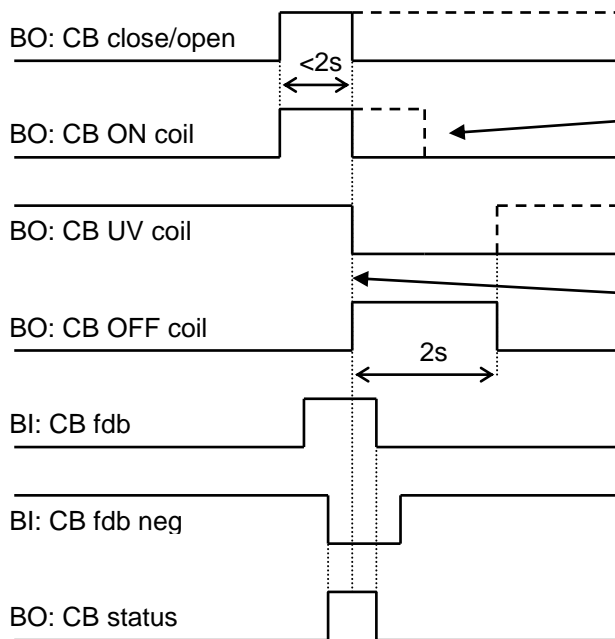 BO: CB close/open
<2s
BO: CB ON coil
BO: CB UV coil
BO: CB OFF coil
2s
BI: CB fdb
BI: CB fdb neg
BO: CB status